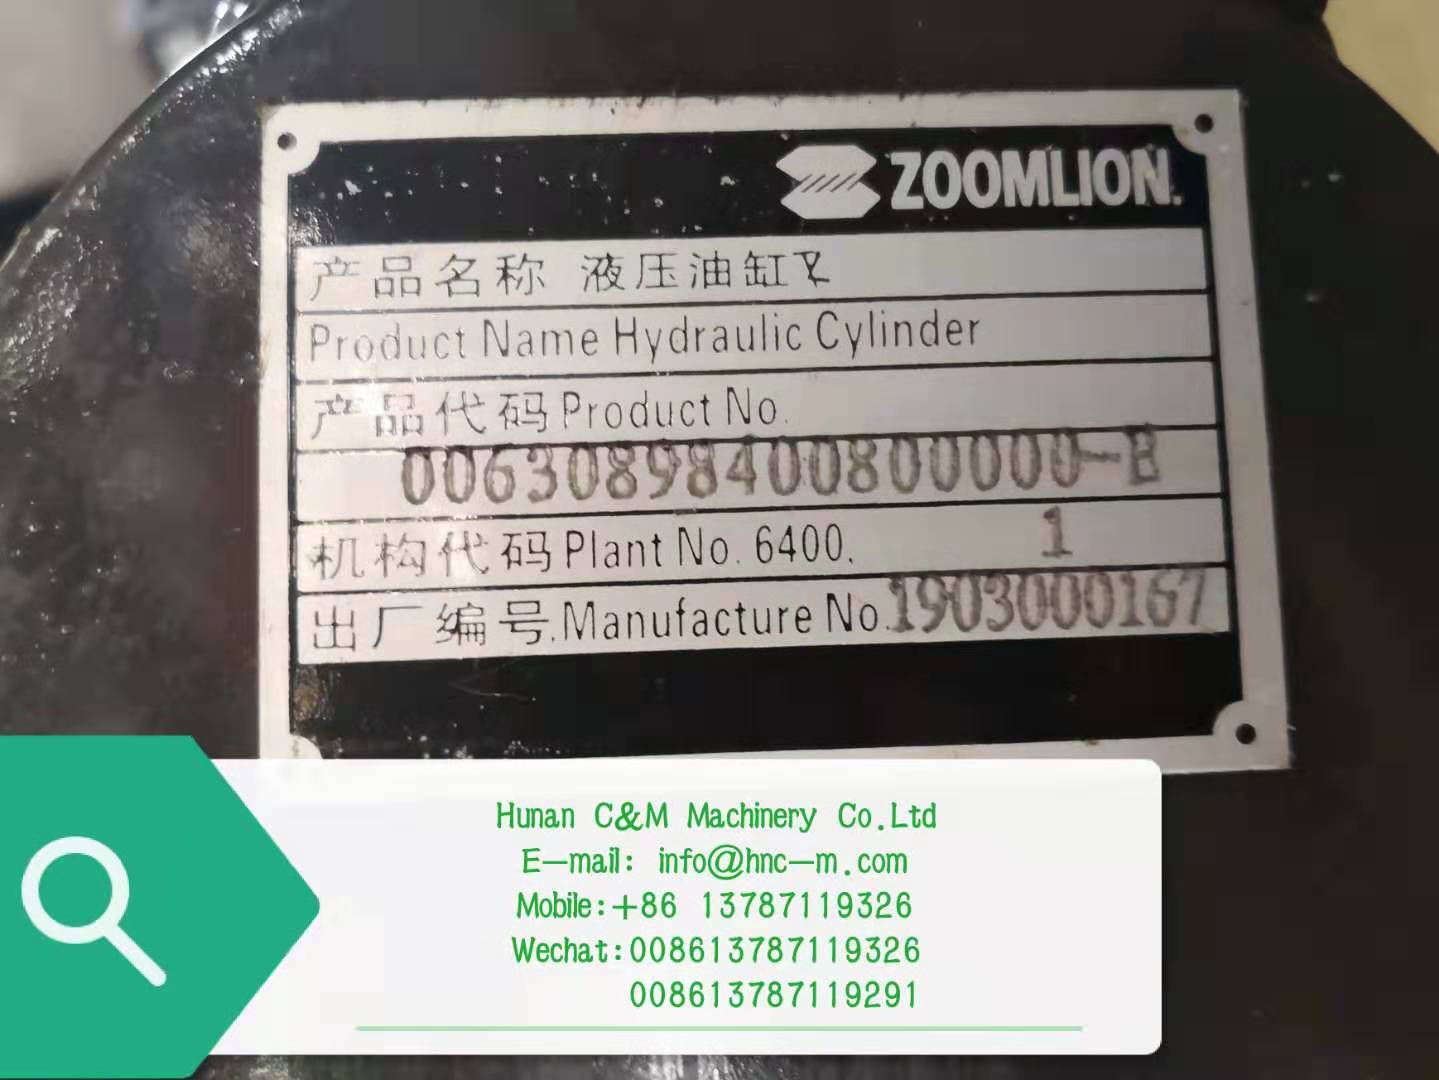 ZOOMLION.
产品名称 液压油缸
Product Name Hydraulic Cylinder
产品代码 Product No.
00630898400800000-B
机构代码 Plant No. 6400. 1
出厂编号.Manufacture No.1903000167
Hunan C&M Machinery Co.Ltd
E-mail: info@hnc-m.com
Mobile:+86 13787119326
Wechat:008613787119326
008613787119291